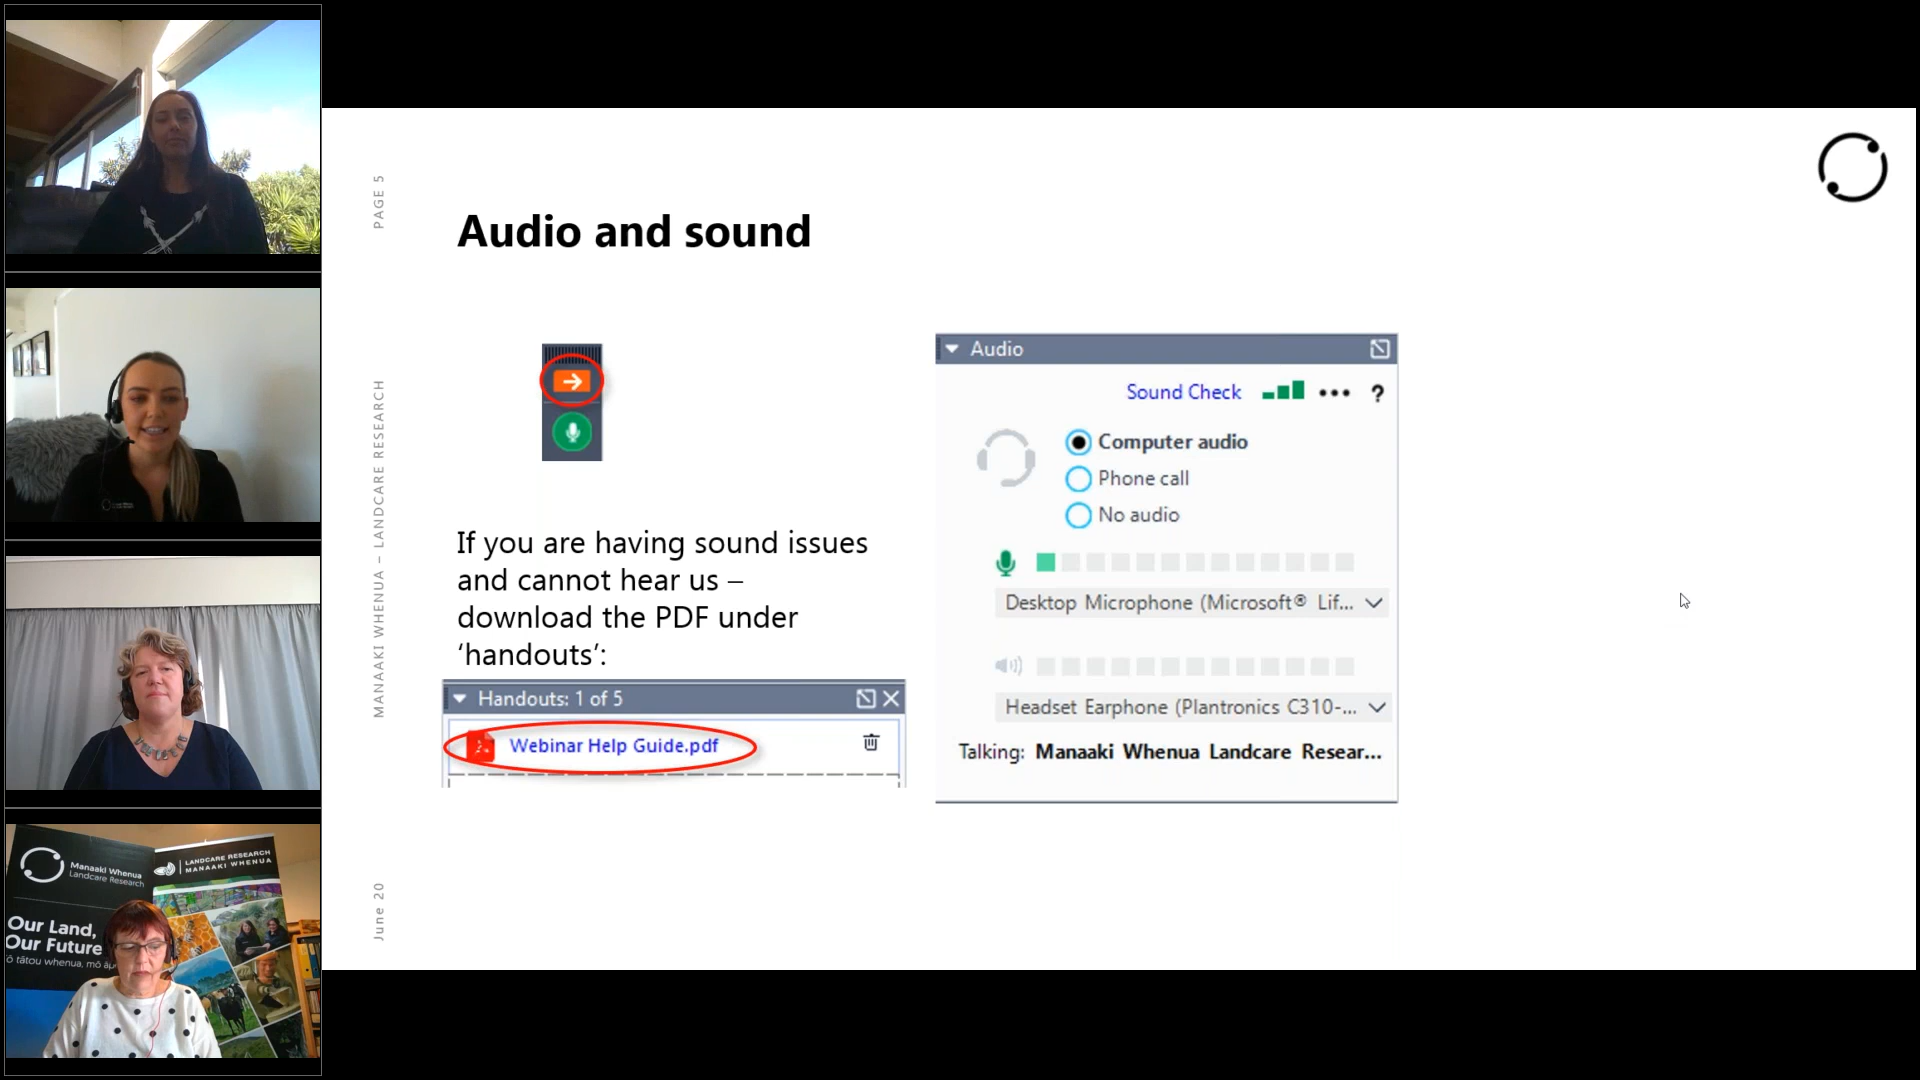 PAGE 5
MANAAKI WHENUA – LANDCARE RESEARCH
June 20
Audio and sound
If you are having sound issues
and cannot hear us –
download the PDF under
‘handouts’:
Handouts: 1 of 5
Webinar Help Guide.pdf
Audio
Sound Check
?
Computer audio
Phone call
No audio
Desktop Microphone (Microsoft® Lif...
Headset Earphone (Plantronics C310-...
Talking: Manaaki Whenua Landcare Resear...
Manaaki Whenua
Landcare Research
LANDCARE RESEARCH
MANAAKI WHENUA
Our Land,
Our Future
tātou whenua, mō